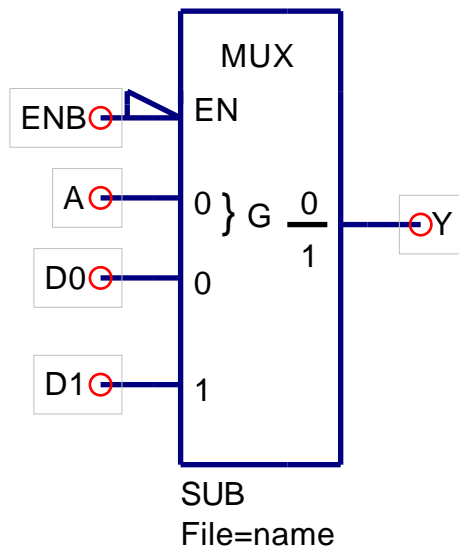 MUX
ENB EN
A 0 } G 0
1
Y
D0 0
D1 1
SUB
File=name